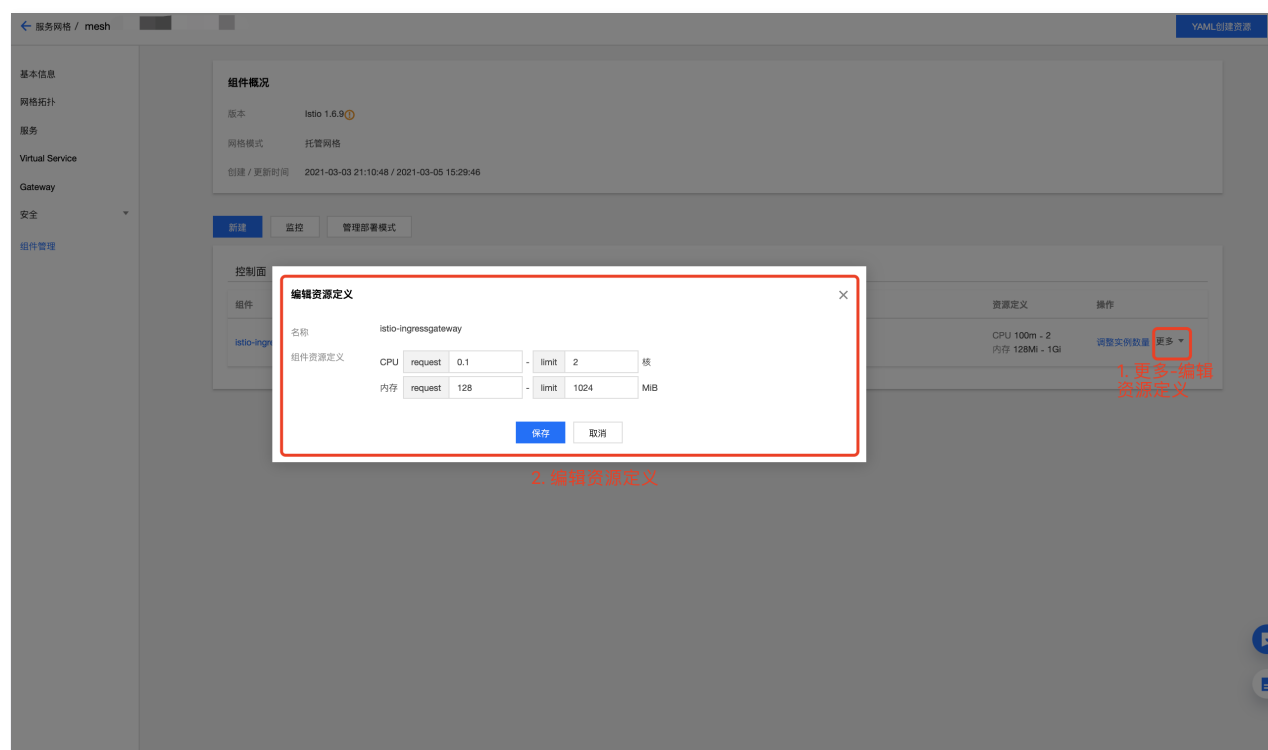 服务网格 / mesh
YAML创建资源
基本信息
网格拓扑
服务
Virtual Service
Gateway
安全
组件管理
组件概况
版本 Istio 1.6.9
网格模式 托管网格
创建 / 更新时间 2021-03-03 21:10:48 / 2021-03-05 15:29:46
新建 监控 管理部署模式
控制面
组件 资源定义 操作
istio-ingre CPU 100m - 2 调整实例数量 更多
内存 128Mi - 1Gi
1. 更多-编辑
资源定义
编辑资源定义
名称 istio-ingressgateway
组件资源定义 CPU request 0.1 - limit 2 核
内存 request 128 - limit 1024 MiB
保存 取消
2. 编辑资源定义